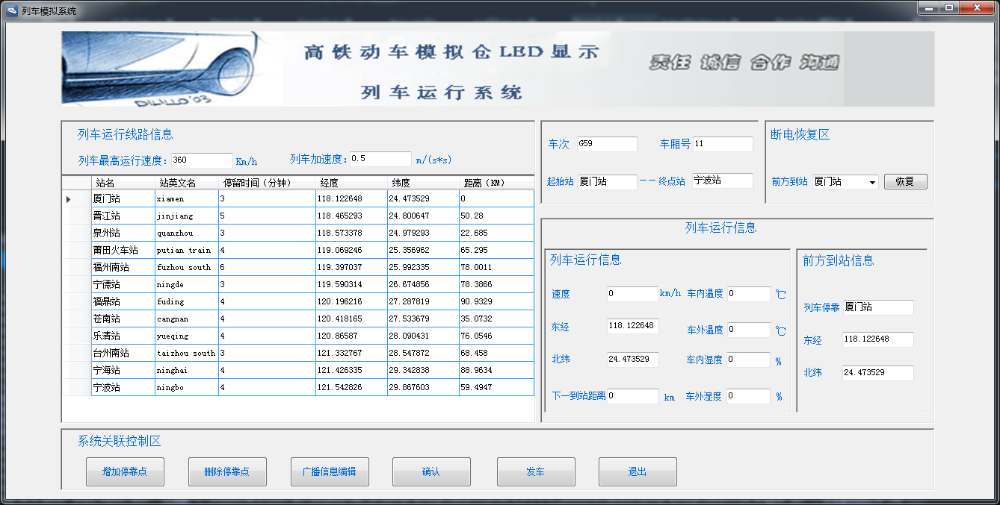 列车模拟系统
DILILLO'03
高铁动车模拟仓LED显示
列车运行系统
责任 诚信 合作 沟通
列车运行线路信息
列车最高运行速度: 360 Km/h 列车加速度: 0.5 m/(s*s)
站名 站英文名 停留时间（分钟） 经度 纬度 距离（KM）
厦门站 xiamen 3 118.122648 24.473529 0
晋江站 jinjiang 5 118.465293 24.800647 50.28
泉州站 quanzhou 3 118.573378 24.979293 22.685
莆田火车站 putian train 4 119.069246 25.356962 65.295
福州南站 fuzhou south 6 119.397037 25.992335 78.0011
宁德站 ningde 3 119.590314 26.674856 78.3866
福鼎站 fuding 4 120.196216 27.287819 90.9329
苍南站 cangnan 4 120.418165 27.533679 35.0732
乐清站 yueqing 4 120.86587 28.090431 76.0546
台州南站 taizhou south 3 121.332767 28.547872 68.458
宁海站 ninghai 4 121.426335 29.342838 88.9634
宁波站 ningbo 4 121.542826 29.867603 59.4947
车次 G59 车厢号 11
起始站 厦门站 —— 终点站 宁波站
断电恢复区
前方到站 厦门站 恢复
列车运行信息
列车运行信息
速度 0 km/h 车内温度 0 ℃
东经 118.122648 车外温度 0 ℃
北纬 24.473529 车内湿度 0 %
下一到站距离 0 km 车外湿度 0 %
前方到站信息
列车停靠 厦门站
东经 118.122648
北纬 24.473529
系统关联控制区
增加停靠点 删除停靠点 广播信息编辑 确认 发车 退出